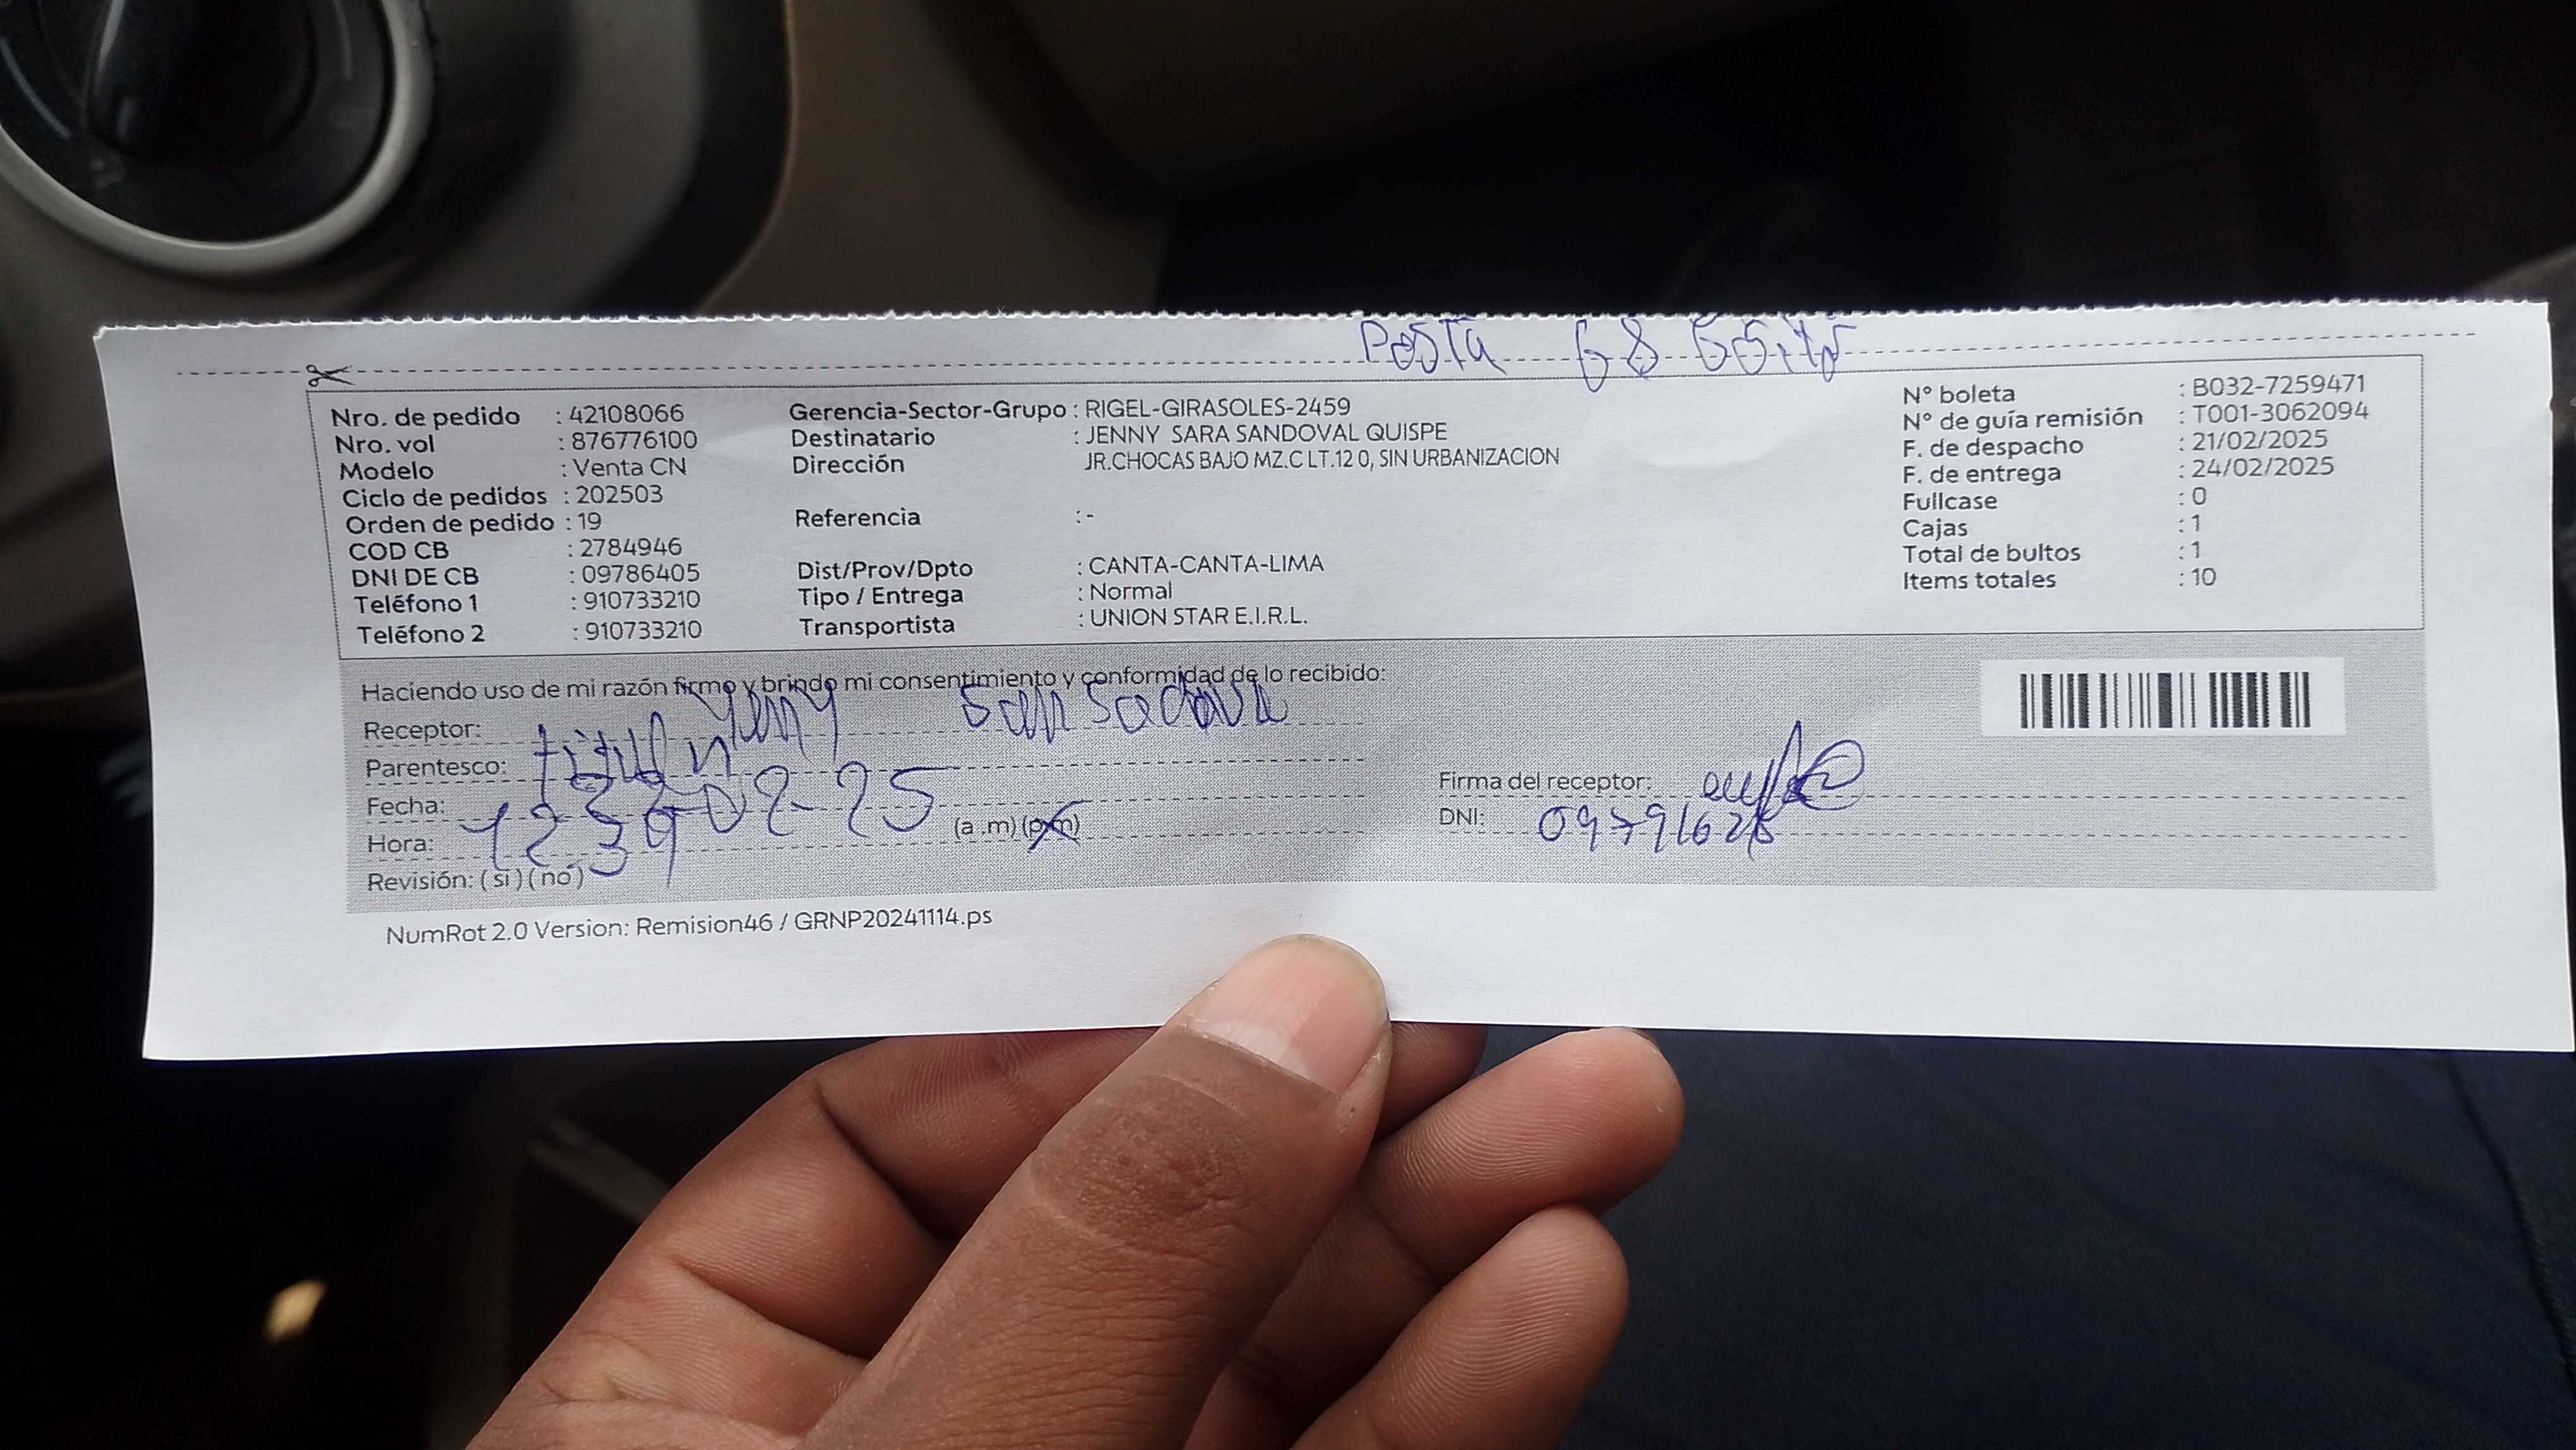 Posta
Nro. de pedido : 42108066
Nro. vol : 876776100
Modelo : Venta CN
Ciclo de pedidos : 202503
Orden de pedido : 19
COD CB : 2784946
DNI DE CB : 09786405
Teléfono 1 : 910733210
Teléfono 2 : 910733210
Gerencia-Sector-Grupo : RIGEL-GIRASOLES-2459
Destinatario : JENNY SARA SANDOVAL QUISPE
Dirección JR.CHOCAS BAJO MZ.C LT.12 0, SIN URBANIZACION
Referencia : -
Dist/Prov/Dpto : CANTA-CANTA-LIMA
Tipo / Entrega : Normal
Transportista : UNION STAR E.I.R.L.
N° boleta : B032-7259471
N° de guía remisión : T001-3062094
F. de despacho : 21/02/2025
F. de entrega : 24/02/2025
Fullcase : 0
Cajas : 1
Total de bultos : 1
Items totales : 10
Haciendo uso de mi razón firmo y brindo mi consentimiento y conformidad de lo recibido:
Receptor: Yeny
Parentesco:
Fecha: 02-25
Hora: 12:39 (a .m) (p.m)
Revisión: ( si ) ( no )
Firma del receptor:
DNI:
NumRot 2.0 Version: Remision46 / GRNP20241114.ps